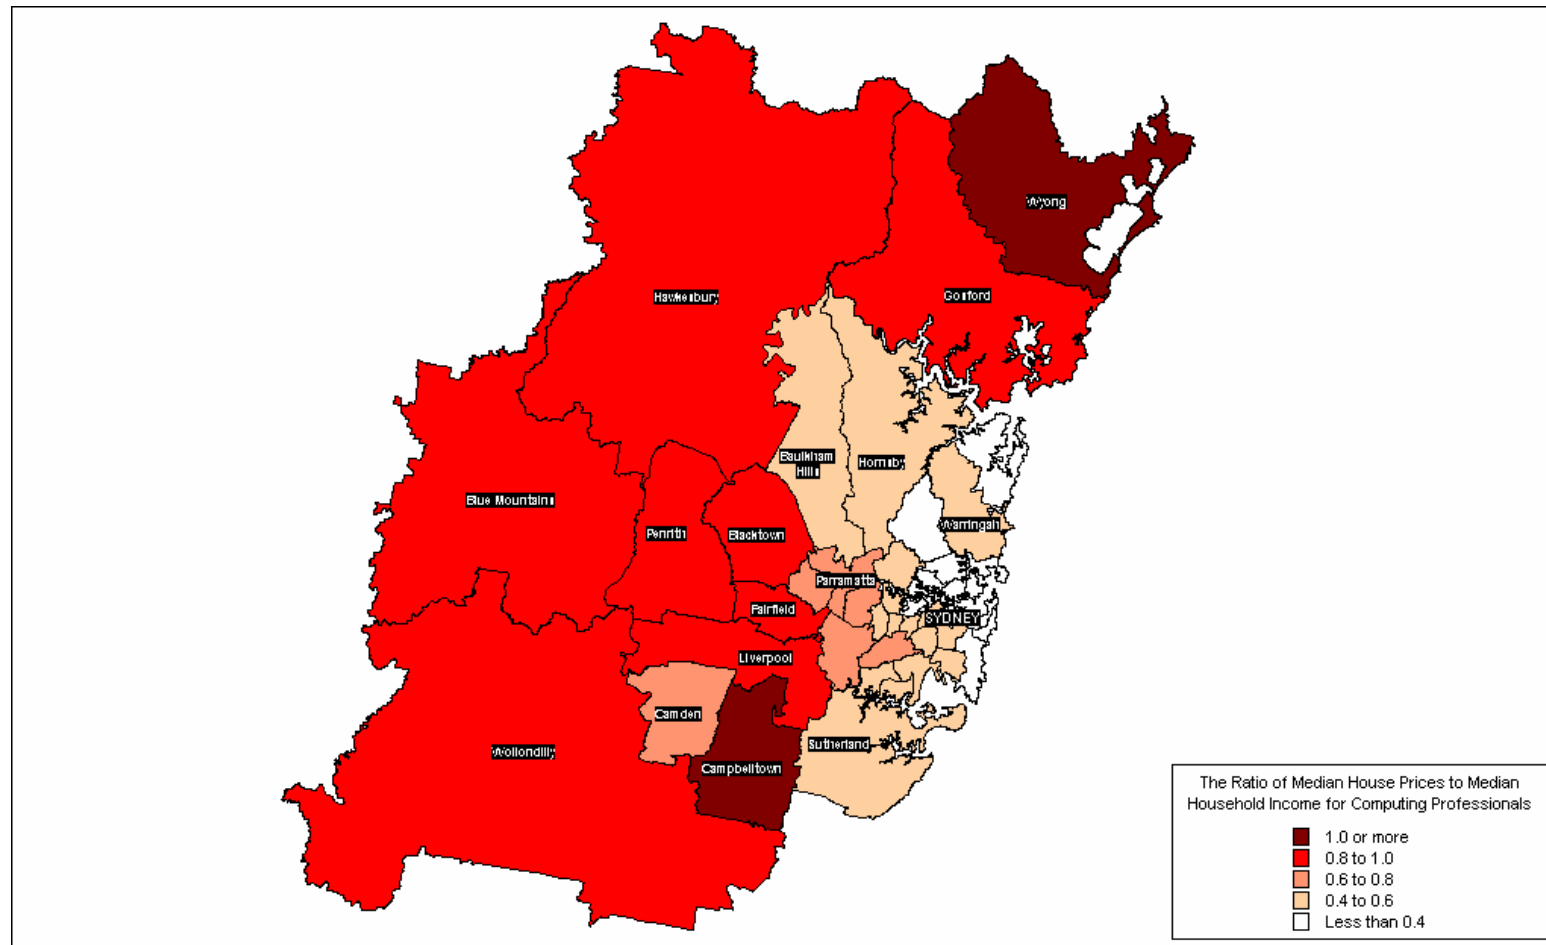 Wyong
Hawkesbury
Gosford
Baulkham
Hills
Hornsby
Blue Mountains
Warringah
Penrith
Blacktown
Parramatta
Fairfield
SYDNEY
Liverpool
Camden
Sutherland
Wollondilly
Campbelltown
The Ratio of Median House Prices to Median
Household Income for Computing Professionals
1.0 or more
0.8 to 1.0
0.6 to 0.8
0.4 to 0.6
Less than 0.4